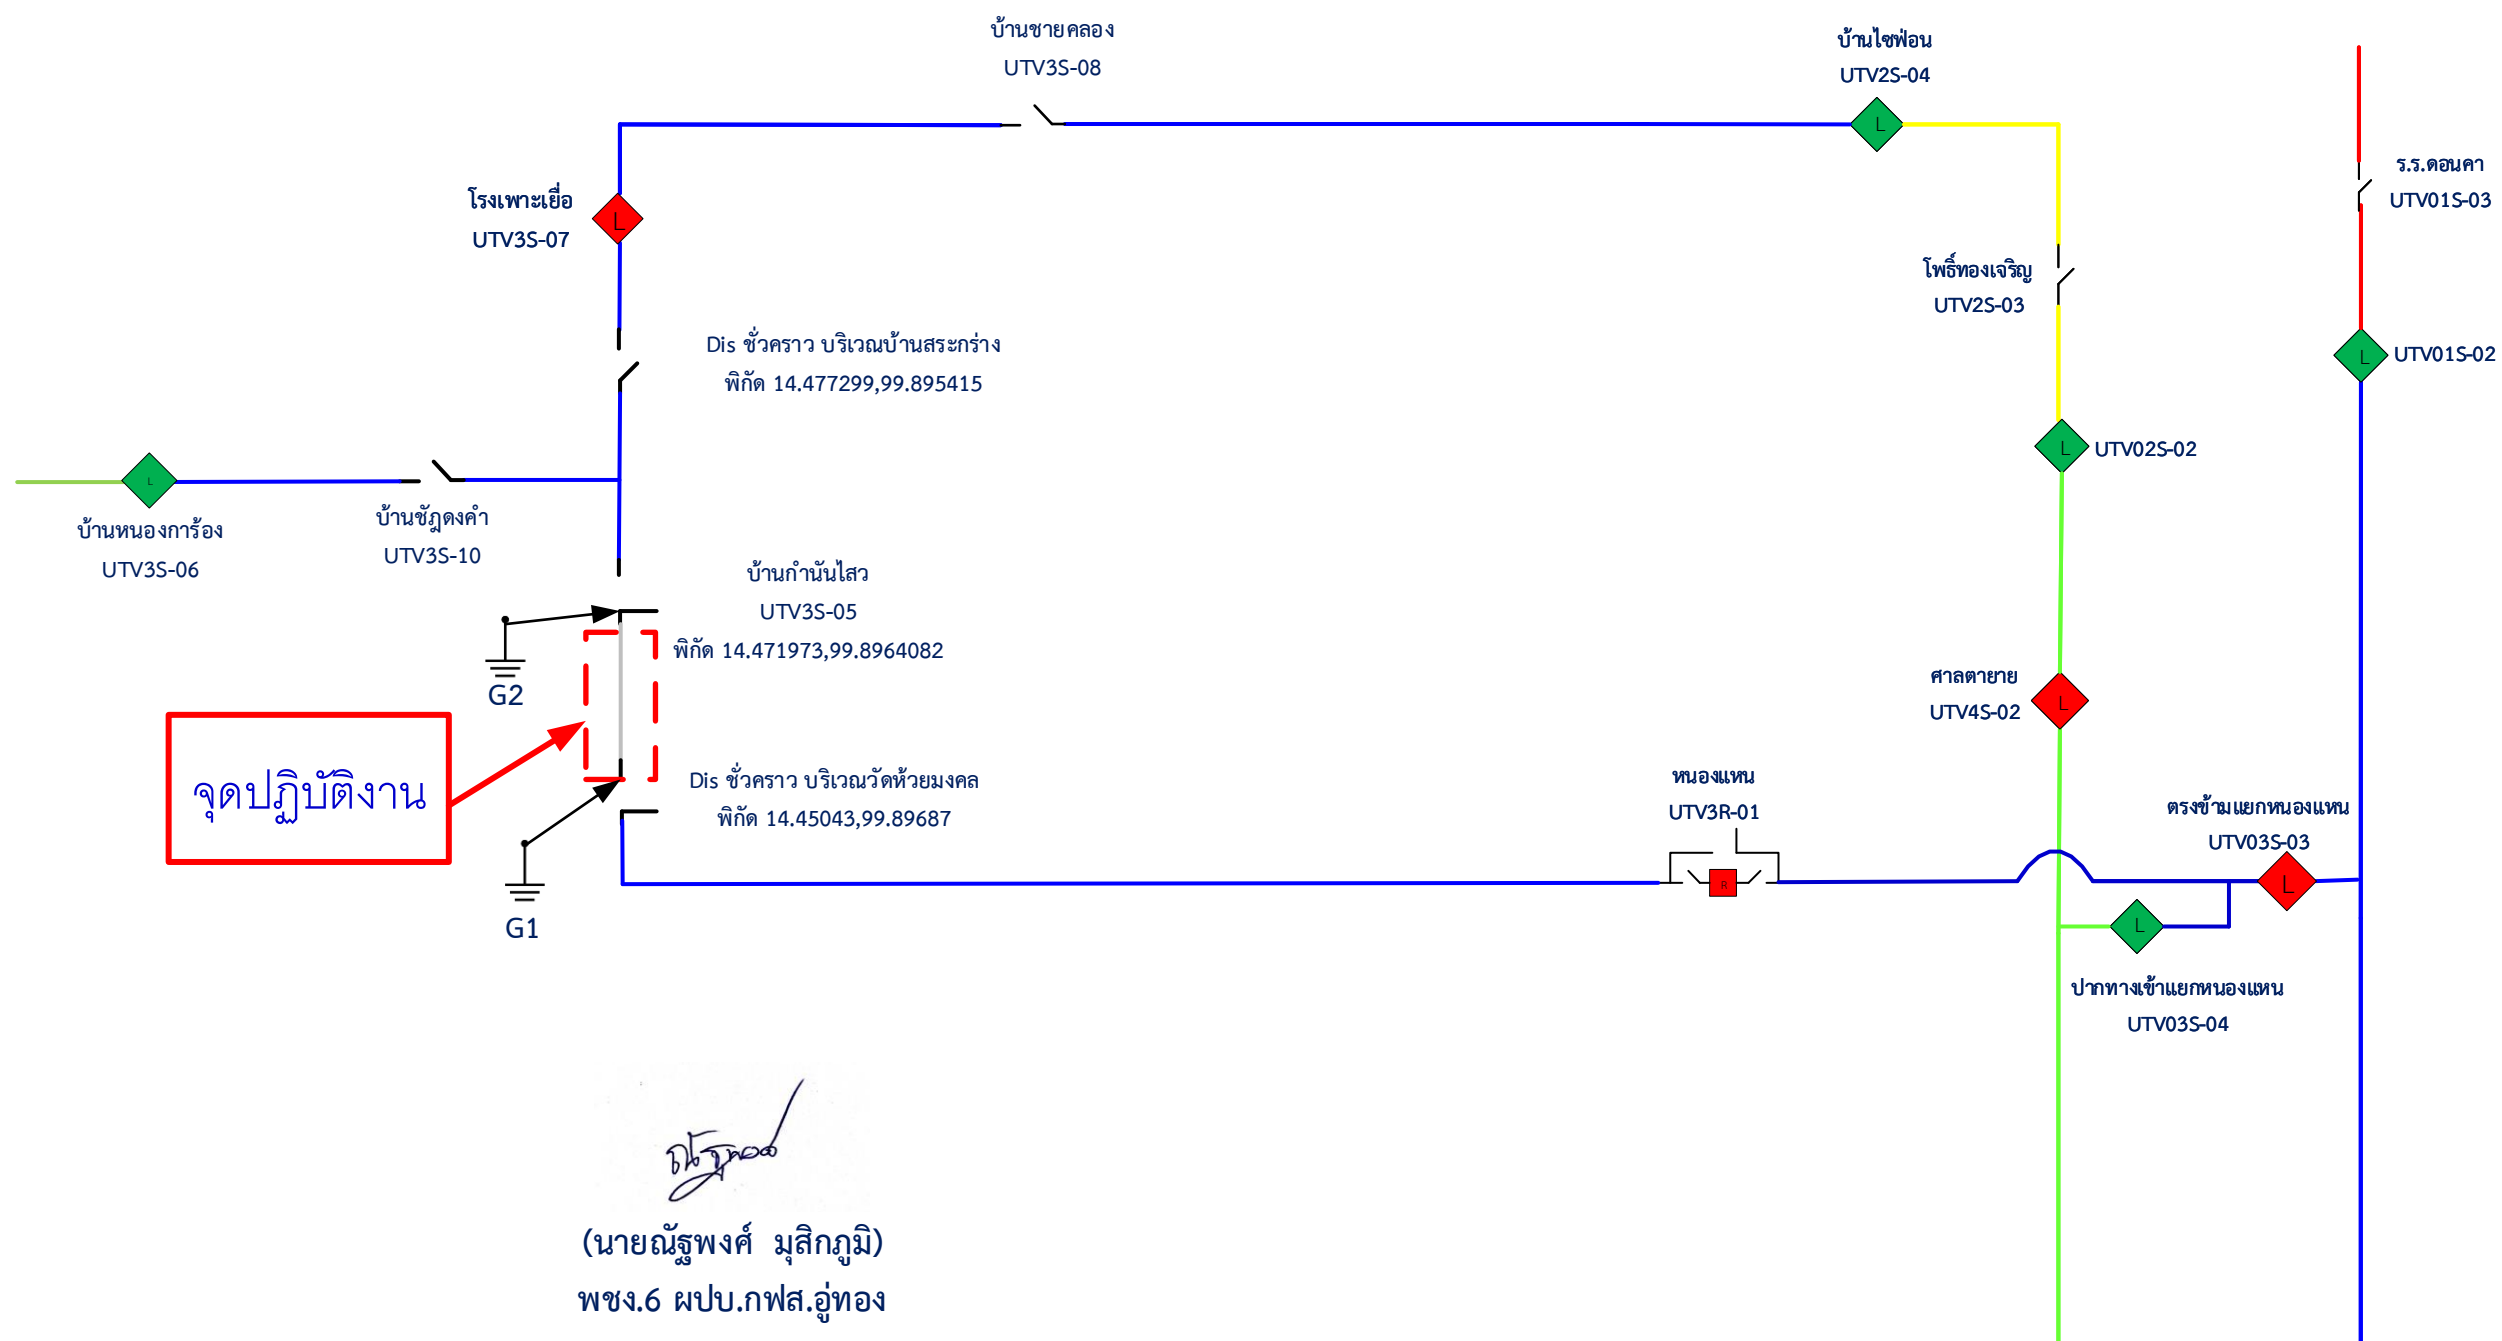 บ้านชายคลอง
UTV3S-08
บ้านไซฟ่อน
UTV2S-04
L
ร.ร.ดอนคา
UTV01S-03
โรงเพาะเยื่อ
UTV3S-07
L
โพธิ์ทองเจริญ
UTV2S-03
Dis ชั่วคราว บริเวณบ้านสระกร่าง
พิกัด 14.477299,99.895415
L
UTV01S-02
L
UTV02S-02
L
บ้านหนองการ้อง
UTV3S-06
บ้านชัฎดงคำ
UTV3S-10
บ้านกำนันไสว
UTV3S-05
พิกัด 14.471973,99.8964082
G2
ศาลตายาย
UTV4S-02
L
จุดปฏิบัติงาน
Dis ชั่วคราว บริเวณวัดห้วยมงคล
พิกัด 14.45043,99.89687
G1
หนองแหน
UTV3R-01
R
ตรงข้ามแยกหนองแหน
UTV03S-03
L
L
ปากทางเข้าแยกหนองแหน
UTV03S-04
ณัฐพงศ์
(นายณัฐพงศ์ มุสิกภูมิ)
พชง.6 ผปบ.กฟส.อู่ทอง